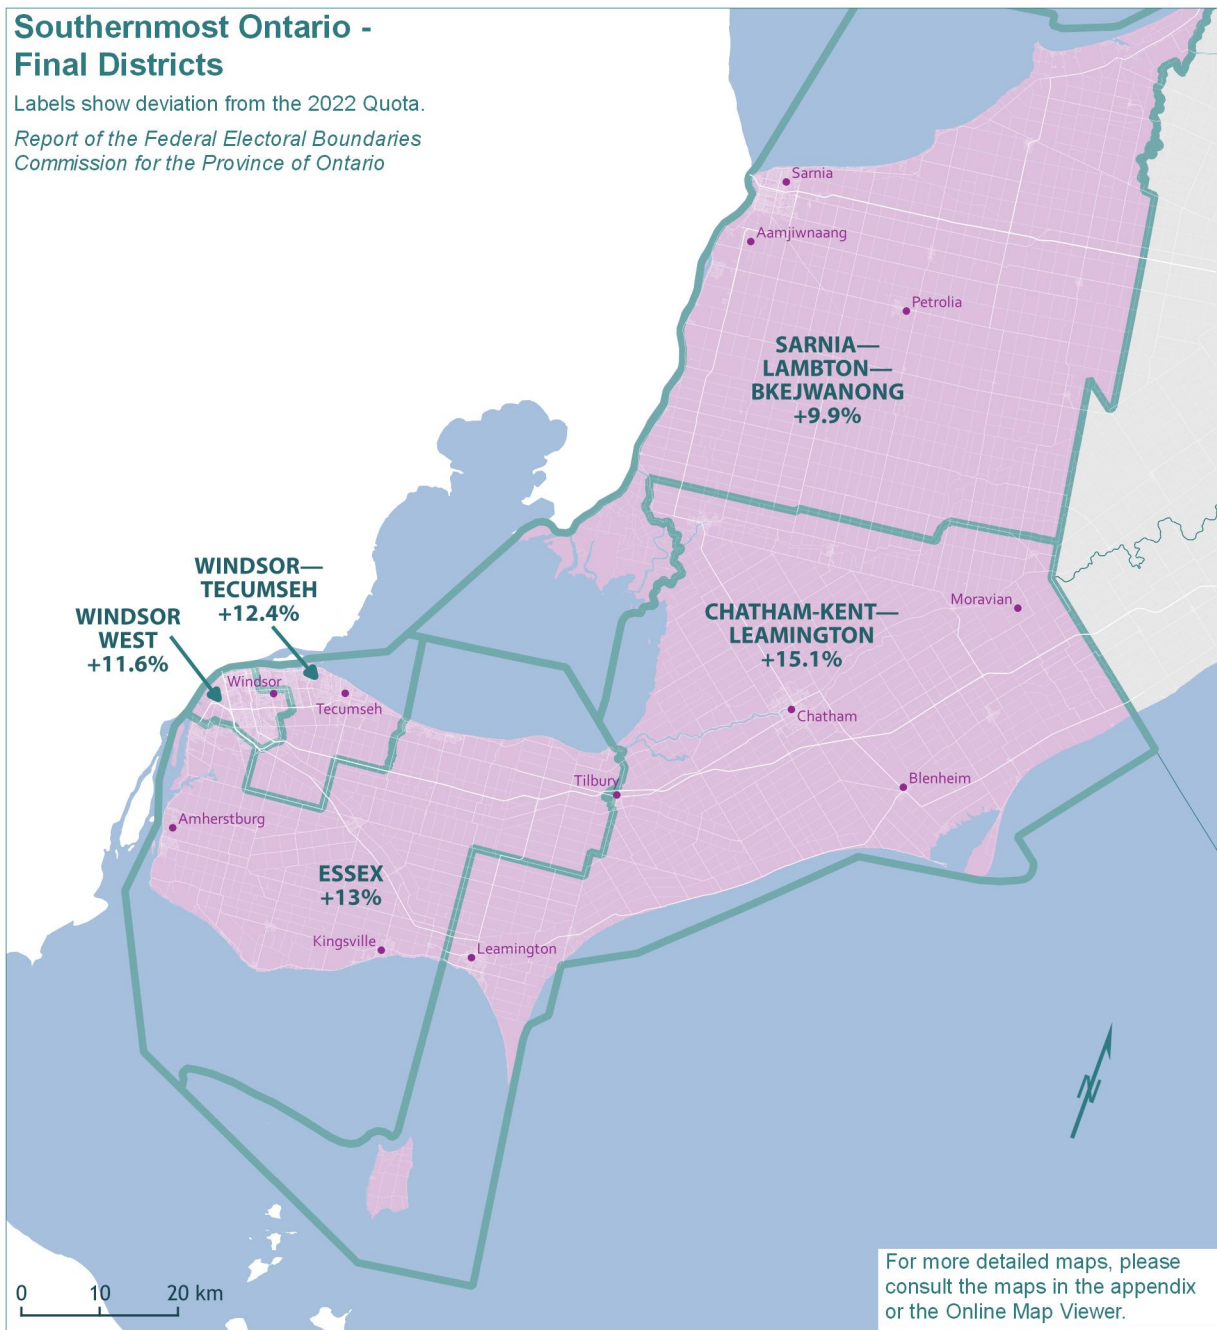 Southernmost Ontario -
Final Districts
Labels show deviation from the 2022 Quota.
Report of the Federal Electoral Boundaries
Commission for the Province of Ontario
Sarnia
Aamjiwnaang
Petrolia
SARNIA—
LAMBTON—
BKEJWANONG
+9.9%
WINDSOR—
TECUMSEH
+12.4%
WINDSOR
WEST
+11.6%
Moravian
CHATHAM-KENT—
LEAMINGTON
+15.1%
Windsor
Tecumseh
Chatham
Tilbury
Blenheim
Amherstburg
ESSEX
+13%
Kingsville
Leamington
N
For more detailed maps, please
consult the maps in the appendix
or the Online Map Viewer.
0 10 20 km